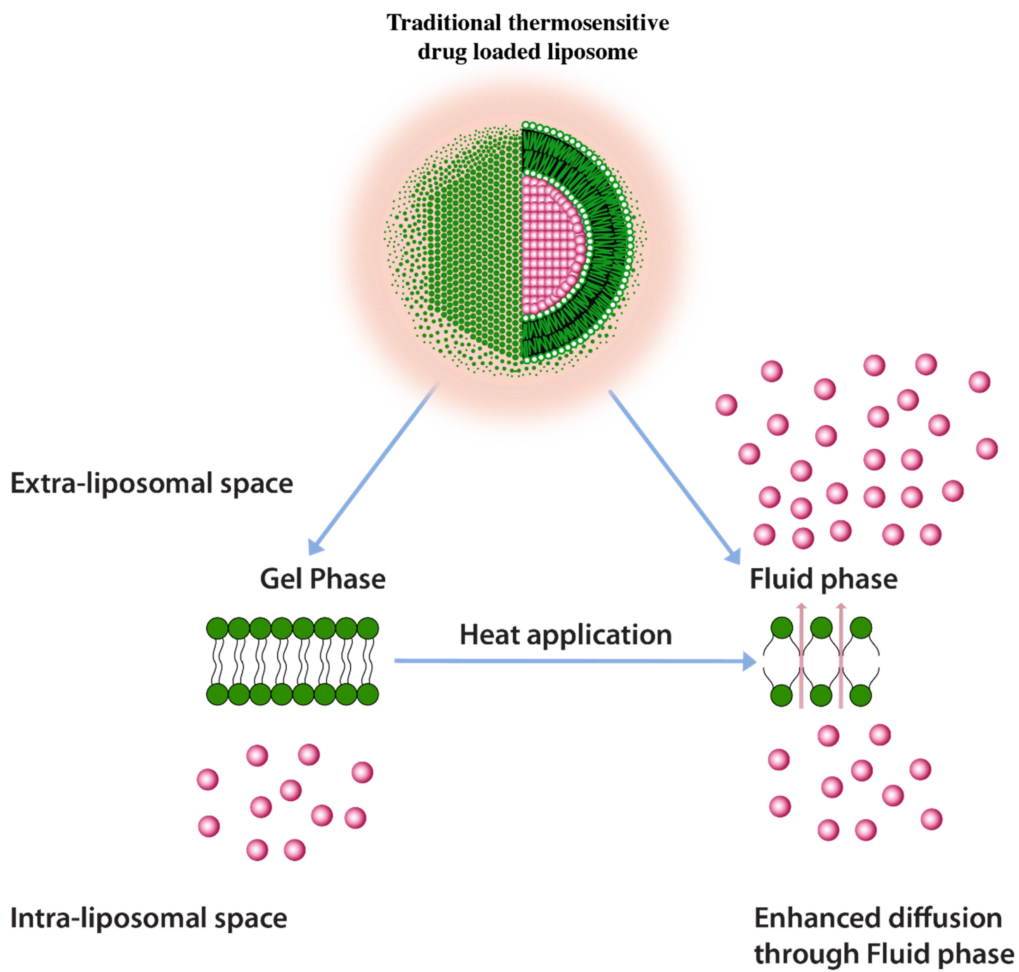 Traditional thermosensitive
drug loaded liposome
Extra-liposomal space
Gel Phase
Fluid phase
Heat application
Intra-liposomal space
Enhanced diffusion
through Fluid phase